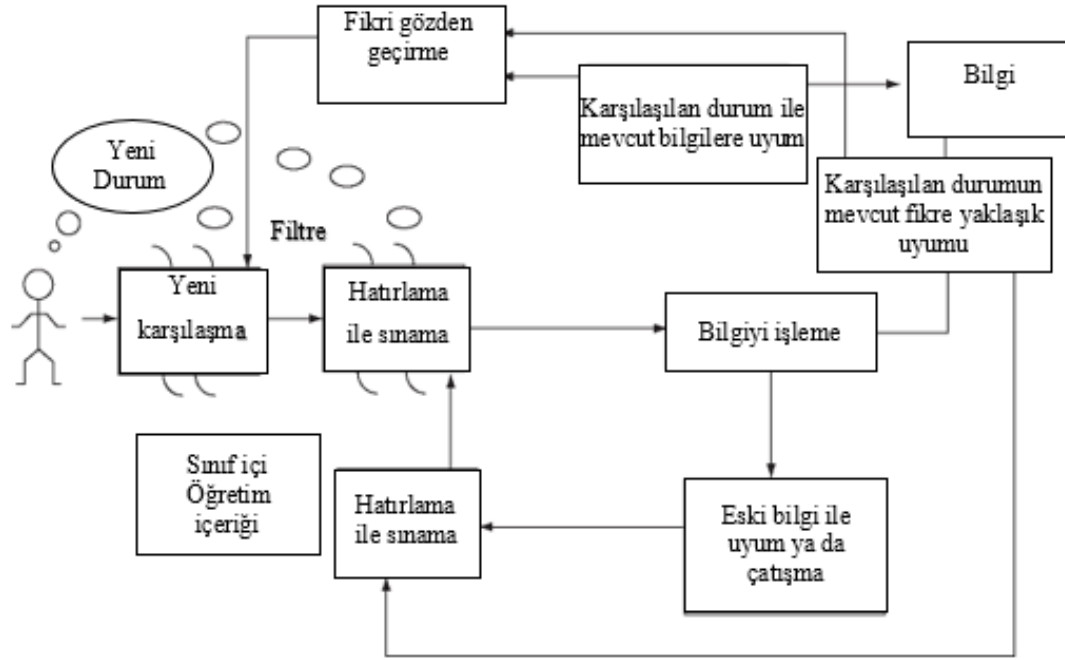 Fikri gözden
geçirme
Bilgi
Karşılaşılan durum ile
mevcut bilgilere uyum
Yeni
Durum
Karşılaşılan durumun
mevcut fikre yaklaşık
uyumu
Filtre
Yeni
karşılaşma
Hatırlama
ile sınama
Bilgiyi işleme
Sınıf içi
Öğretim
içeriği
Hatırlama
ile sınama
Eski bilgi ile
uyum ya da
çatışma